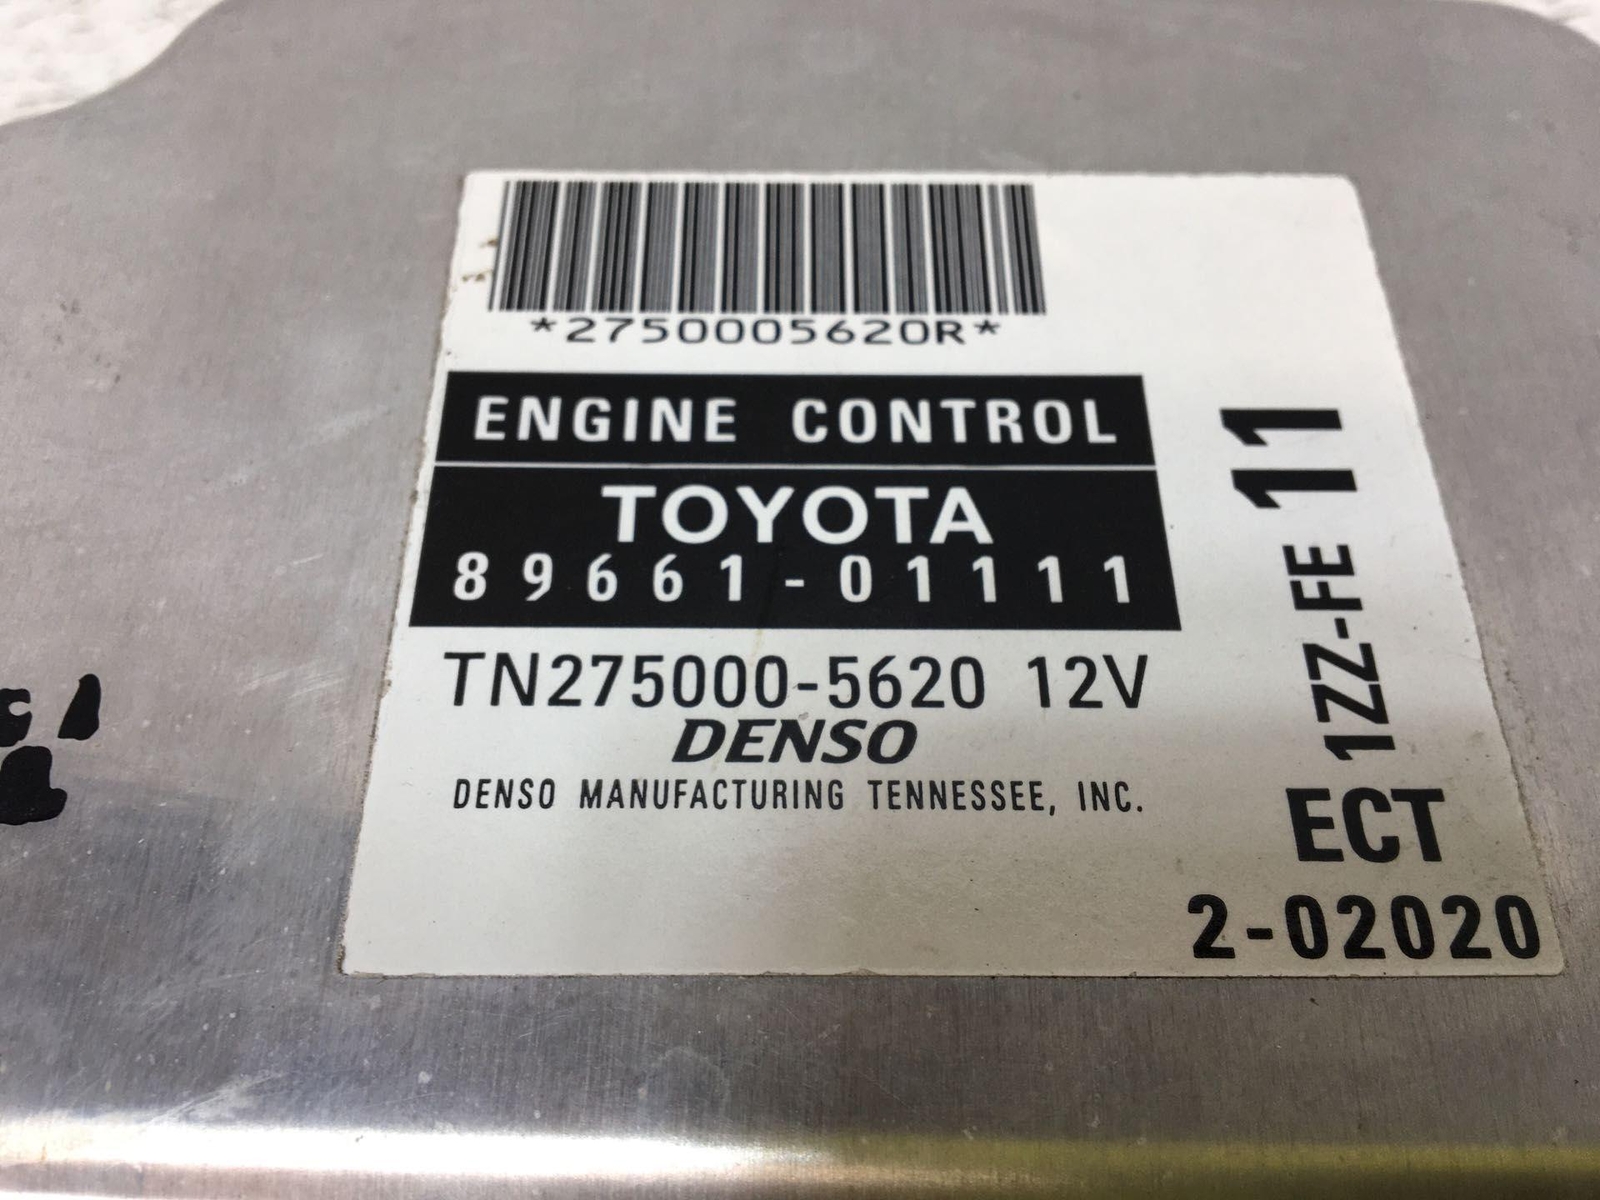 *2750005620R*
ENGINE CONTROL
TOYOTA
89661-01111
TN275000-5620 12V
DENSO
DENSO MANUFACTURING TENNESSEE, INC.
1ZZ-FE 11
ECT
2-02020